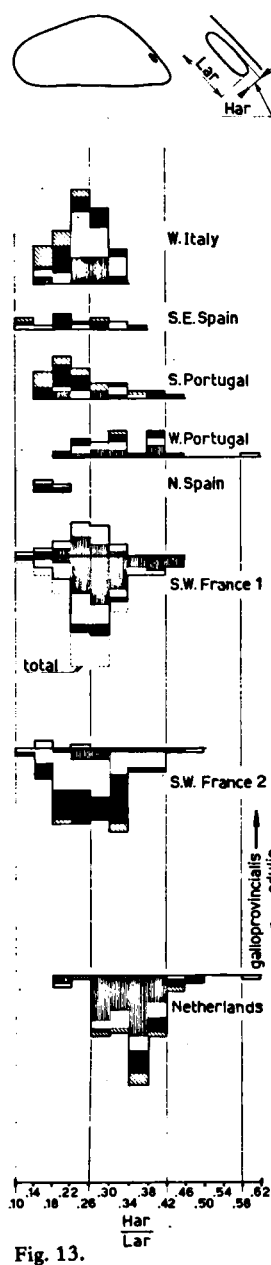 Lar
Har
W. Italy
S.E. Spain
S. Portugal
W. Portugal
N. Spain
S.W. France 1
total
S.W. France 2
galloprovincialis
edulis
Netherlands
.14 .22 .30 .38 .46 .54 .62
.10 .18 .26 .34 .42 .50 .58
Har
Lar
Fig. 13.